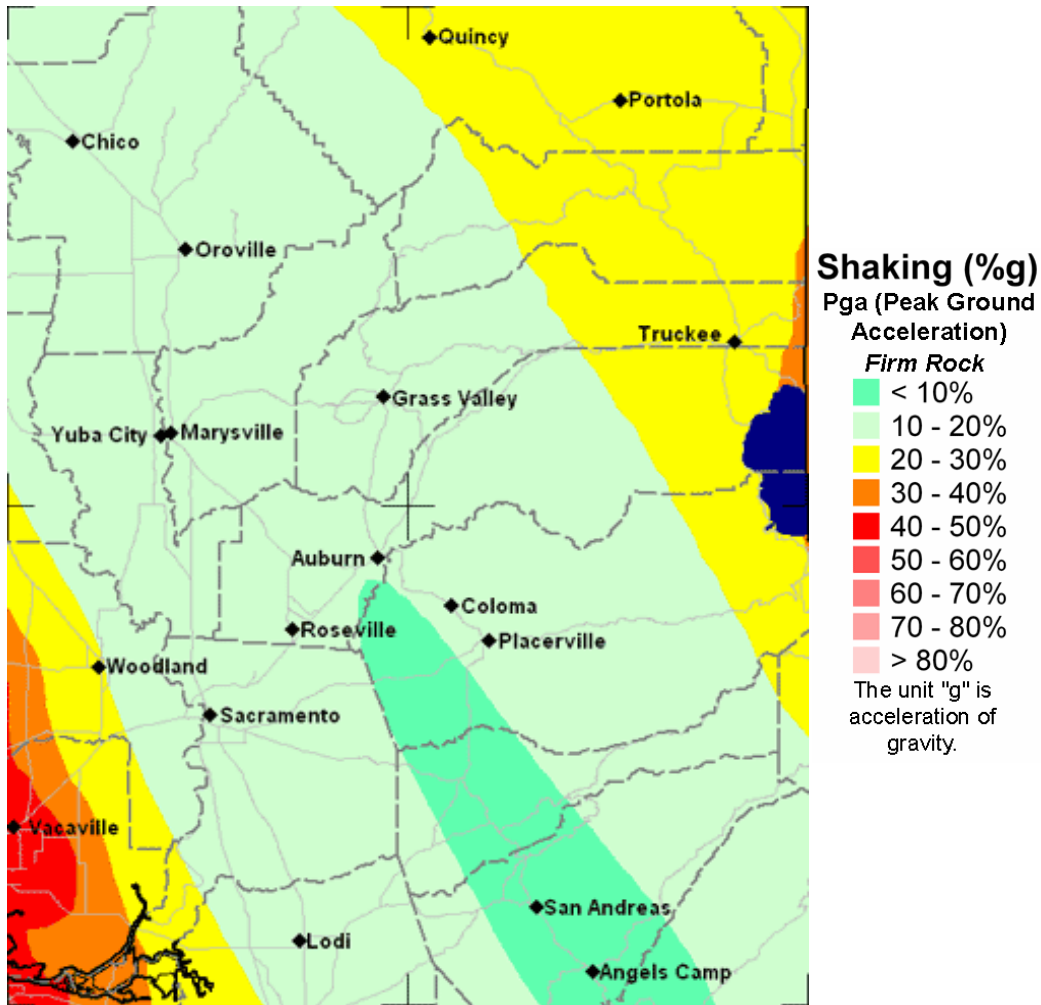 Quincy
Portola
Chico
Oroville
Truckee
Grass Valley
Yuba City
Marysville
Auburn
Coloma
Roseville
Placerville
Woodland
Sacramento
Vacaville
San Andreas
Lodi
Angels Camp
Shaking (%g)
Pga (Peak Ground
Acceleration)
Firm Rock
< 10%
10 - 20%
20 - 30%
30 - 40%
40 - 50%
50 - 60%
60 - 70%
70 - 80%
> 80%
The unit "g" is
acceleration of
gravity.